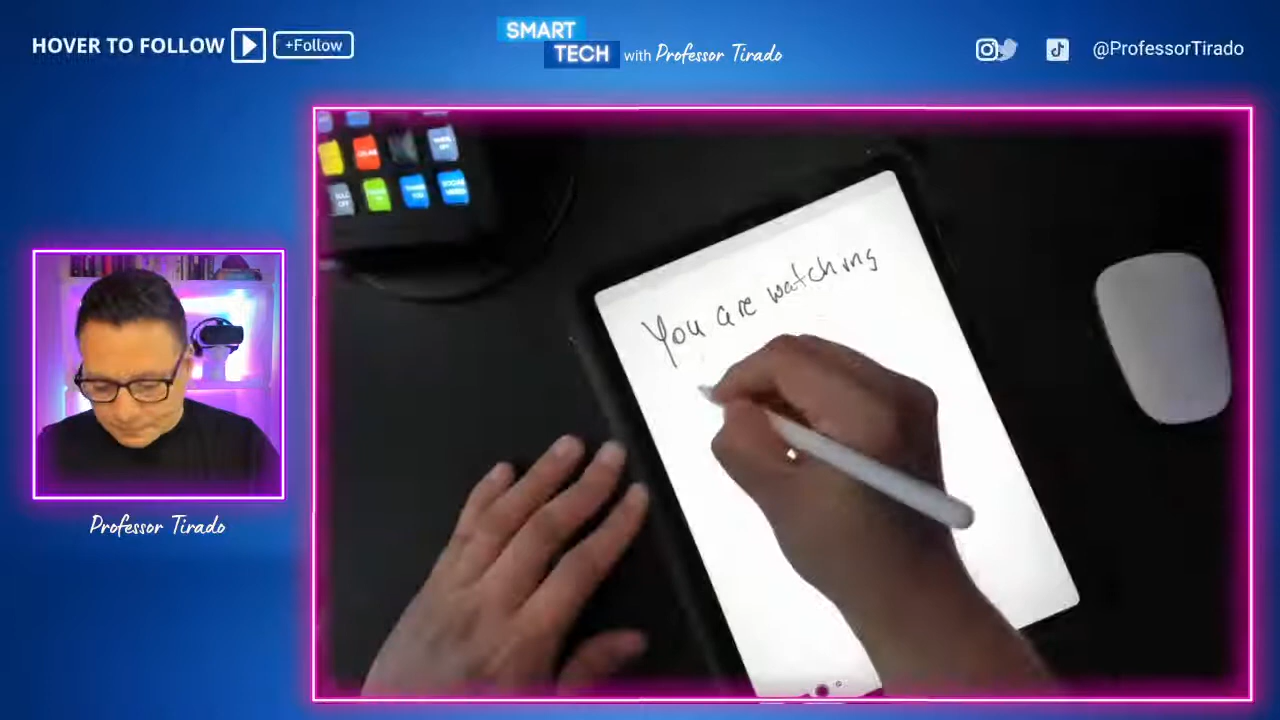 HOVER TO FOLLOW +Follow
SMART
TECH with Professor Tirado
@ProfessorTirado
You are watching
Professor Tirado